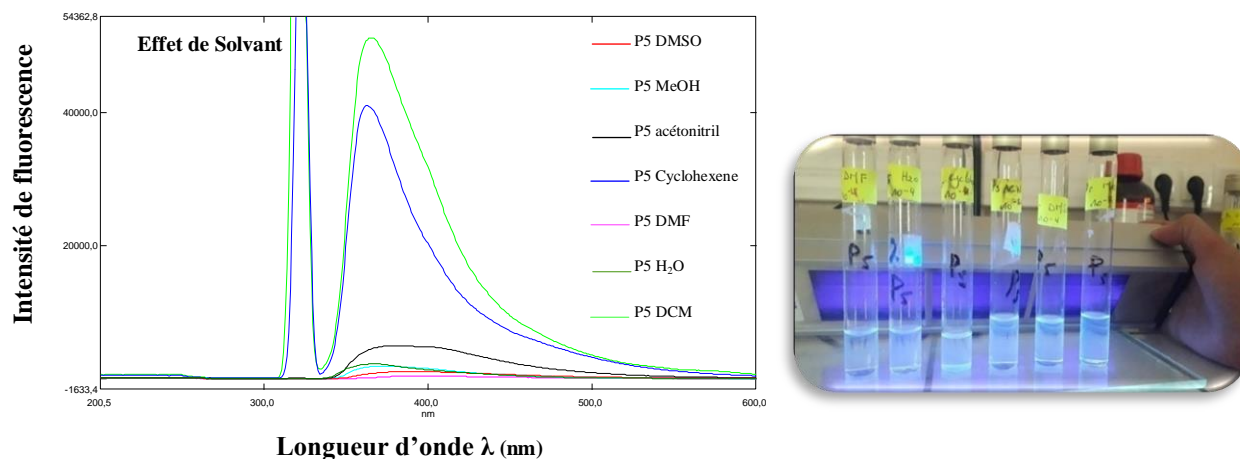 Effet de Solvant
Intensité de fluorescence
54362,8
40000,0
20000,0
-1633,4
200,5
300,0
400,0
500,0
600,0
nm
Longueur d’onde λ (nm)
P5 DMSO
P5 MeOH
P5 acétonitril
P5 Cyclohexene
P5 DMF
P5 H₂O
P5 DCM
DMF
H₂O
10-4
P5
P5
P5
P5